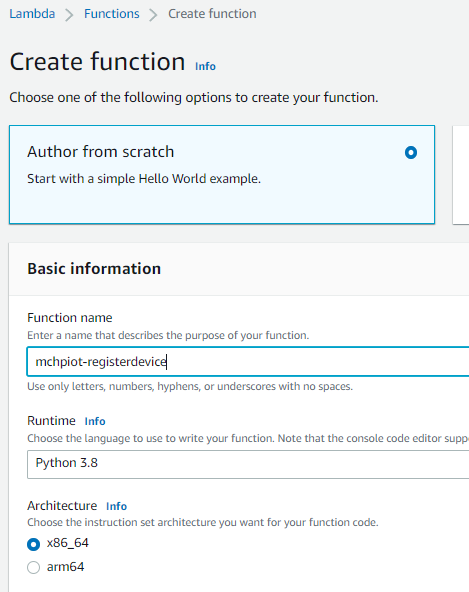 Lambda > Functions > Create function
Create function Info
Choose one of the following options to create your function.
Author from scratch
Start with a simple Hello World example.
Basic information
Function name
Enter a name that describes the purpose of your function.
mchpiot-registerdevice
Use only letters, numbers, hyphens, or underscores with no spaces.
Runtime Info
Choose the language to use to write your function. Note that the console code editor supp
Python 3.8
Architecture Info
Choose the instruction set architecture you want for your function code.
x86_64
arm64